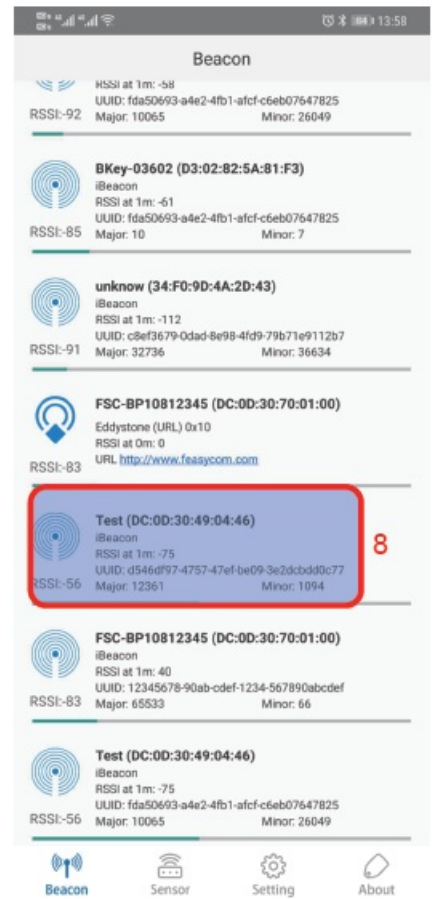 13:58
Beacon
RSSI at 1m: -58
UUID: fda50693-a4e2-4fb1-afcf-c6eb07647825
RSSI:-92 Major: 10065 Minor: 26049
BKey-03602 (D3:02:82:5A:81:F3)
iBeacon
RSSI at 1m: -61
UUID: fda50693-a4e2-4fb1-afcf-c6eb07647825
RSSI:-85 Major: 10 Minor: 7
unknow (34:F0:9D:4A:2D:43)
iBeacon
RSSI at 1m: -112
UUID: c8ef3679-0dad-8e98-4fd9-79b71e9112b7
RSSI:-91 Major: 32736 Minor: 36634
FSC-BP10812345 (DC:0D:30:70:01:00)
Eddystone (URL) 0x10
RSSI at 0m: 0
RSSI:-83 URL http://www.feasycom.com
Test (DC:0D:30:49:04:46)
iBeacon
RSSI at 1m: -75
UUID: d546df97-4757-47ef-be09-3e2dcbdd0c77
RSSI:-56 Major: 12361 Minor: 1094
8
FSC-BP10812345 (DC:0D:30:70:01:00)
iBeacon
RSSI at 1m: 40
UUID: 12345678-90ab-cdef-1234-567890abcdef
RSSI:-83 Major: 65533 Minor: 66
Test (DC:0D:30:49:04:46)
iBeacon
RSSI at 1m: -75
UUID: fda50693-a4e2-4fb1-afcf-c6eb07647825
RSSI:-56 Major: 10065 Minor: 26049
Beacon Sensor Setting About